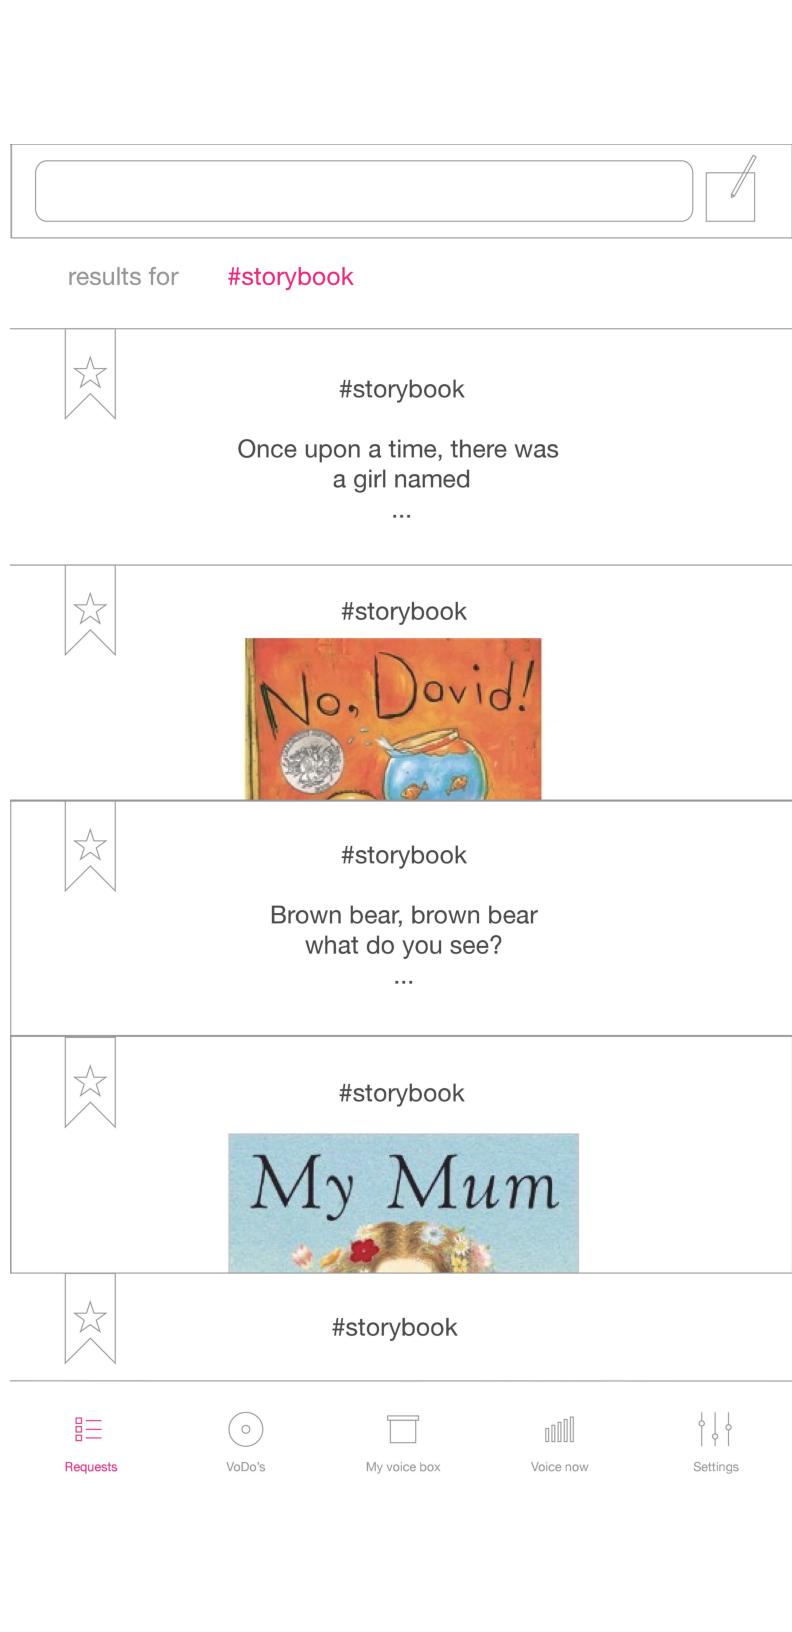 results for #storybook
#storybook
Once upon a time, there was
a girl named
...
#storybook
No, David!
#storybook
Brown bear, brown bear
what do you see?
...
#storybook
My Mum
#storybook
Requests VoDo's My voice box Voice now Settings